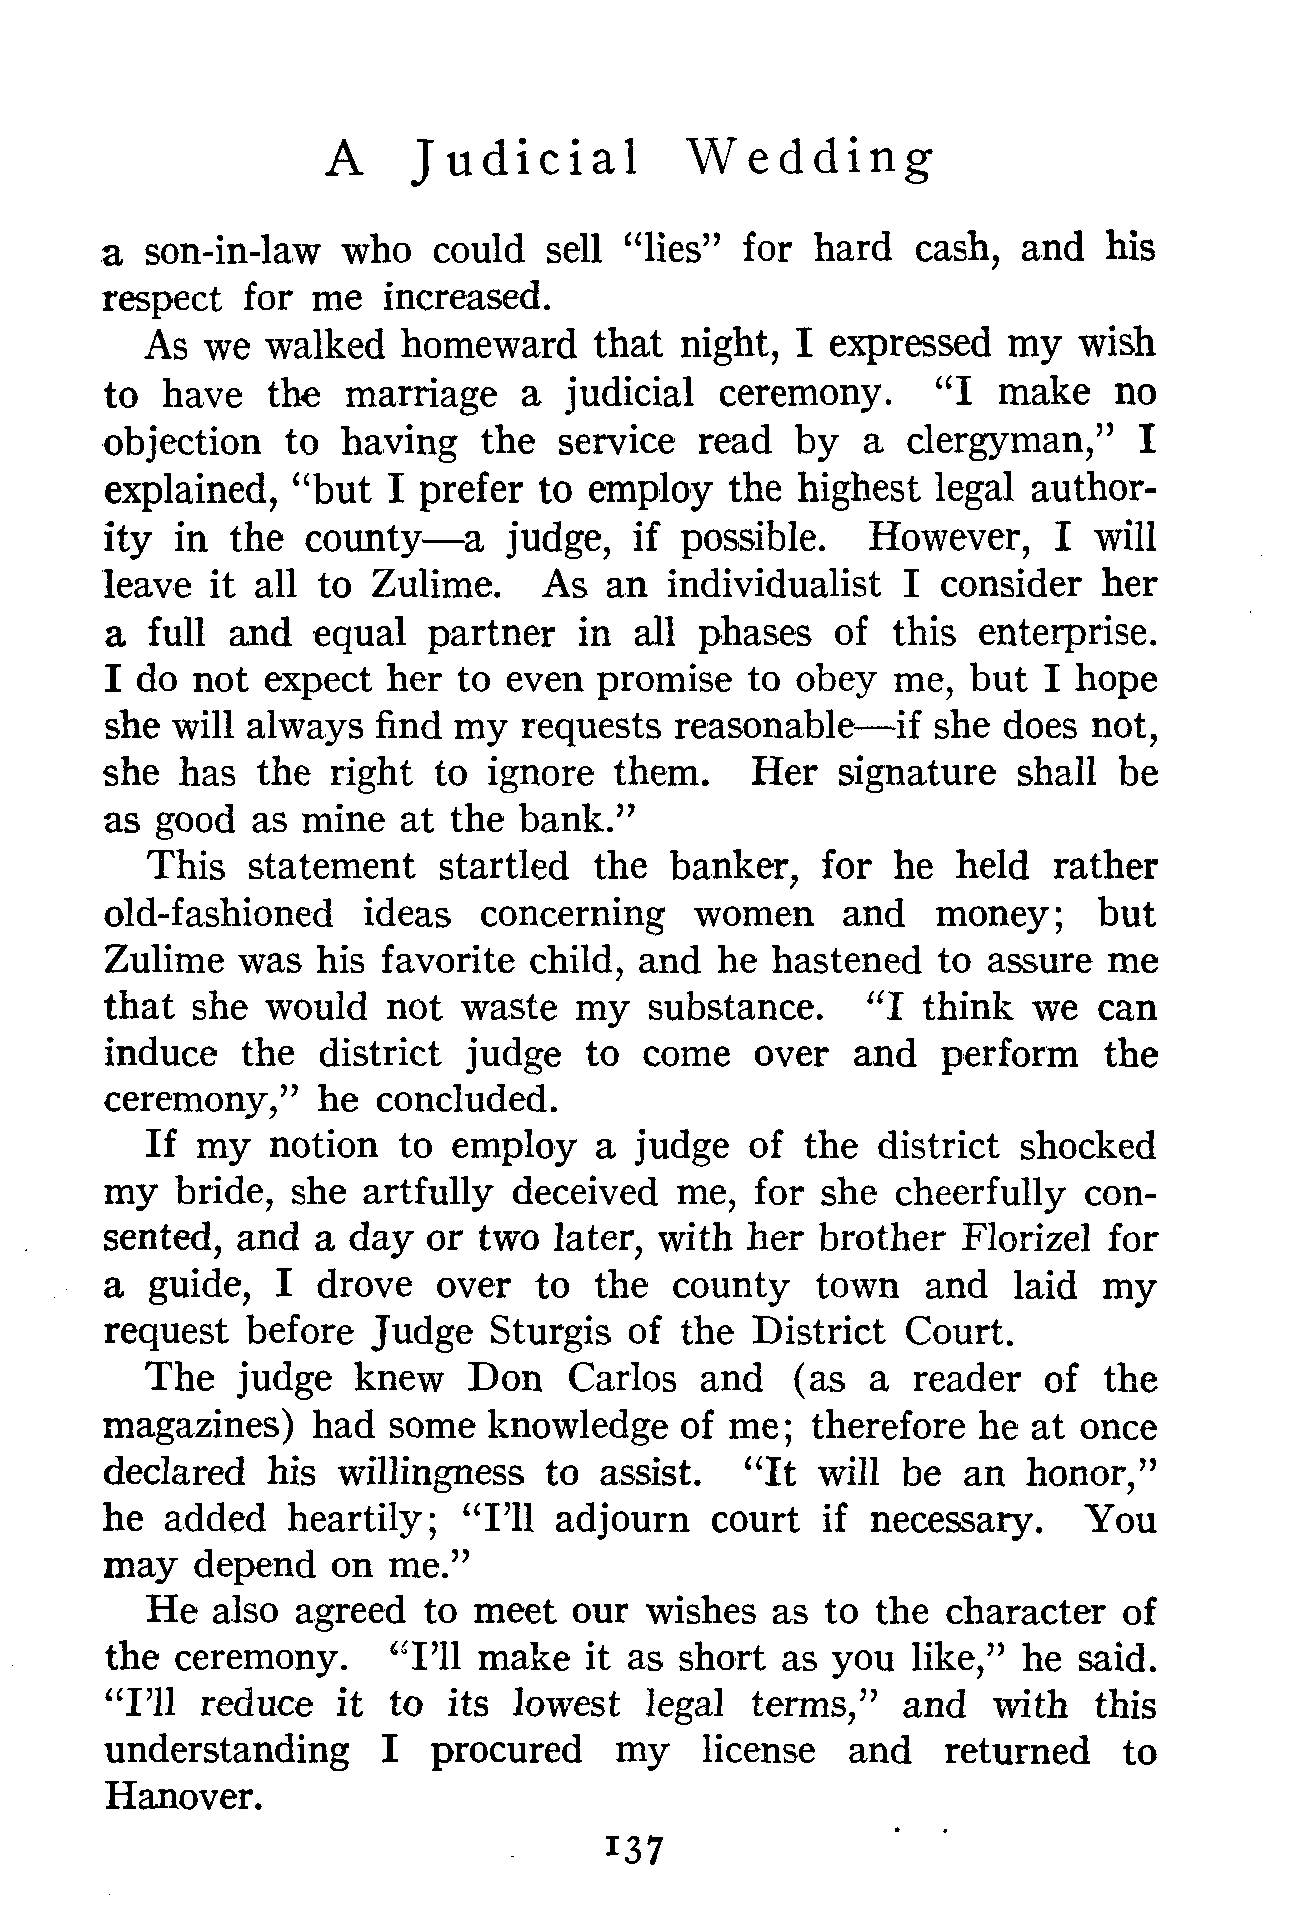 A Judicial Wedding
a son-in-law who could sell “lies” for hard cash, and his
respect for me increased.
As we walked homeward that night, I expressed my wish
to have the marriage a judicial ceremony. “I make no
objection to having the service read by a clergyman,” I
explained, “but I prefer to employ the highest legal author-
ity in the county—a judge, if possible. However, I will
leave it all to Zulime. As an individualist I consider her
a full and equal partner in all phases of this enterprise.
I do not expect her to even promise to obey me, but I hope
she will always find my requests reasonable—if she does not,
she has the right to ignore them. Her signature shall be
as good as mine at the bank.”
This statement startled the banker, for he held rather
old-fashioned ideas concerning women and money; but
Zulime was his favorite child, and he hastened to assure me
that she would not waste my substance. “I think we can
induce the district judge to come over and perform the
ceremony,” he concluded.
If my notion to employ a judge of the district shocked
my bride, she artfully deceived me, for she cheerfully con-
sented, and a day or two later, with her brother Florizel for
a guide, I drove over to the county town and laid my
request before Judge Sturgis of the District Court.
The judge knew Don Carlos and (as a reader of the
magazines) had some knowledge of me; therefore he at once
declared his willingness to assist. “It will be an honor,”
he added heartily; “I’ll adjourn court if necessary. You
may depend on me.”
He also agreed to meet our wishes as to the character of
the ceremony. “I’ll make it as short as you like,” he said.
“I’ll reduce it to its lowest legal terms,” and with this
understanding I procured my license and returned to
Hanover.
137